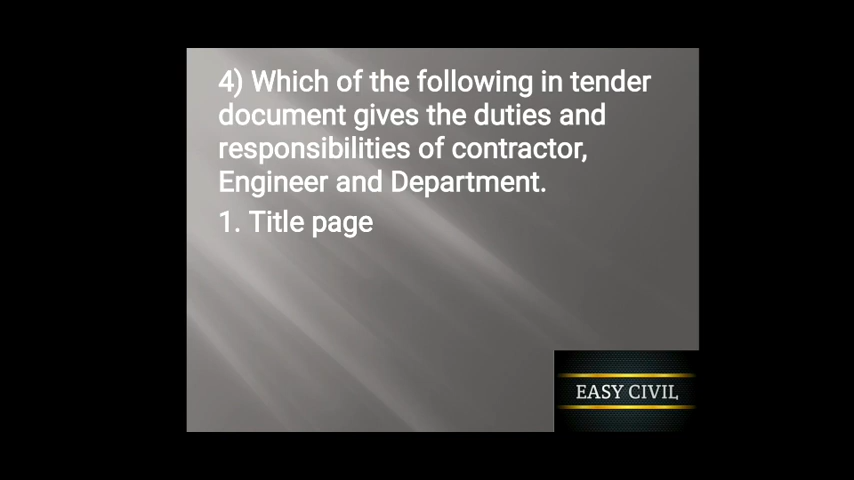 4) Which of the following in tender
document gives the duties and
responsibilities of contractor,
Engineer and Department.
1. Title page
EASY CIVIL